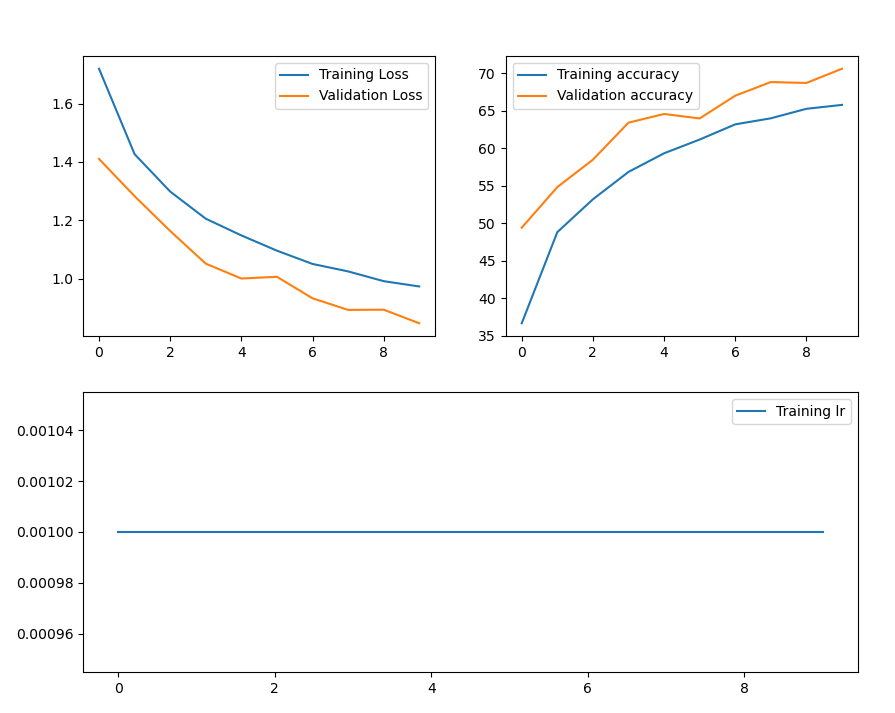 Training Loss
Validation Loss
1.6
1.4
1.2
1.0
0 2 4 6 8
Training accuracy
Validation accuracy
70
65
60
55
50
45
40
35
0 2 4 6 8
Training lr
0.00104
0.00102
0.00100
0.00098
0.00096
0 2 4 6 8